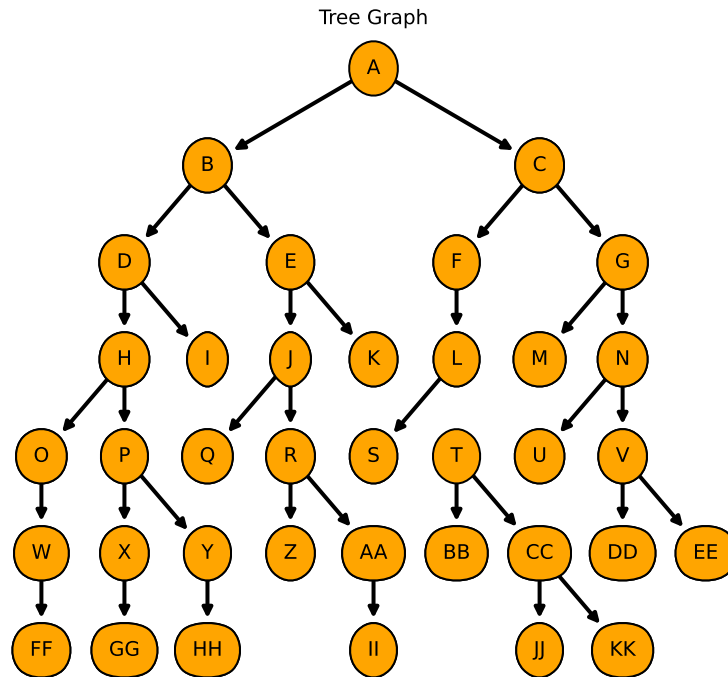 Tree Graph
A
B C
D E F G
H I J K L M N
O P Q R S T U V
W X Y Z AA BB CC DD EE
FF GG HH II JJ KK